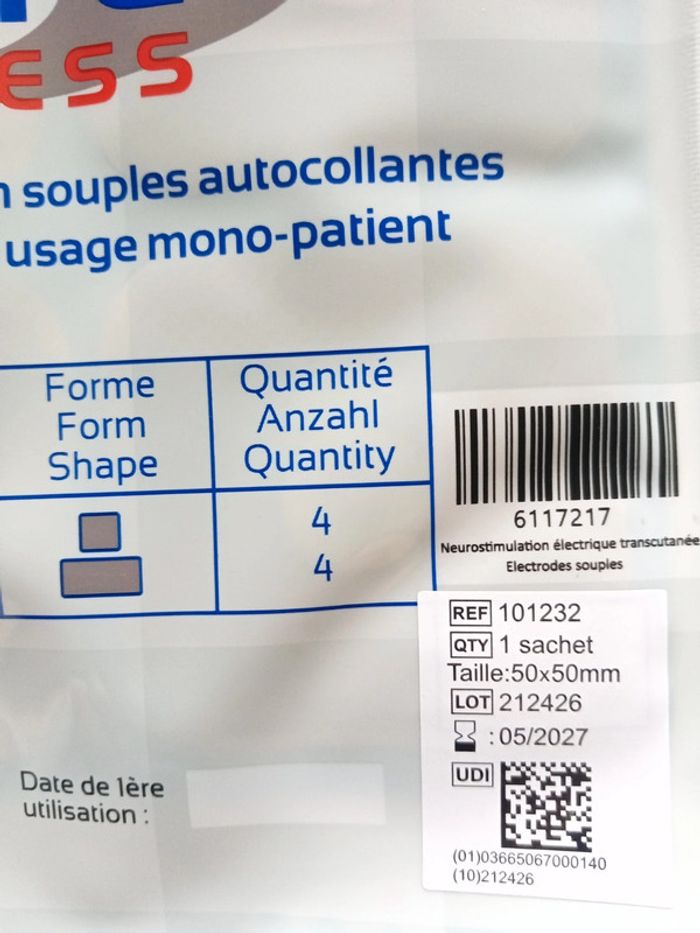 ESS
souples autocollantes
usage mono-patient
Forme
Form
Shape
Quantité
Anzahl
Quantity
4
4
6117217
Neurostimulation électrique transcutanée
Electrodes souples
REF 101232
QTY 1 sachet
Taille:50x50mm
LOT 212426
: 05/2027
UDI
(01)03665067000140
(10)212426
Date de 1ère
utilisation :